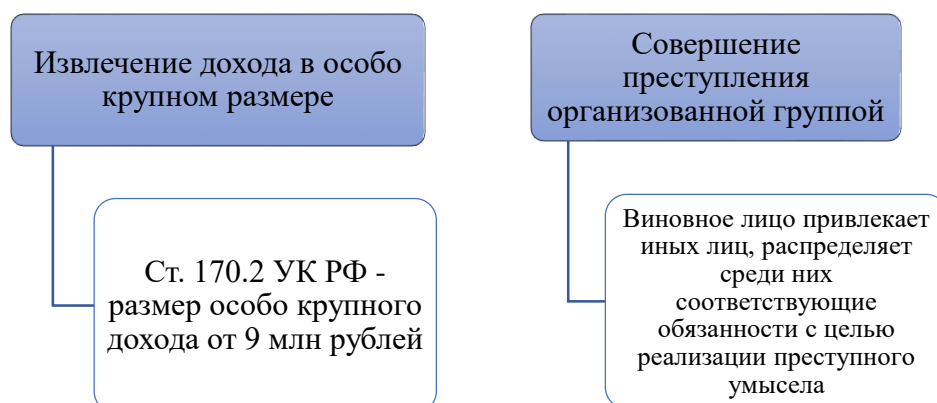 Извлечение дохода в особо
крупном размере
Ст. 170.2 УК РФ -
размер особо крупного
дохода от 9 млн рублей
Совершение
преступления
организованной группой
Виновное лицо привлекает
иных лиц, распределяет
среди них
соответствующие
обязанности с целью
реализации преступного
умысела